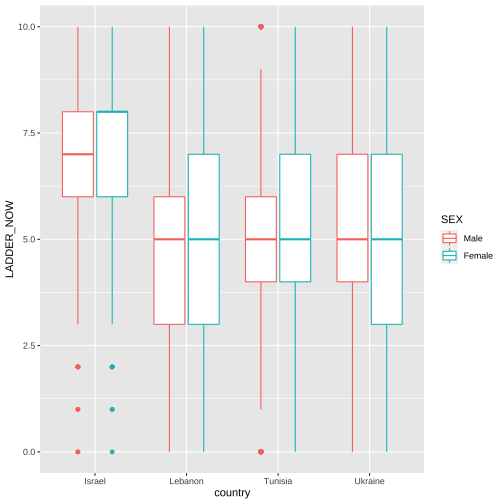 10.0
7.5
5.0
2.5
0.0
LADDER_NOW
Israel Lebanon Tunisia Ukraine
country
SEX
Male
Female